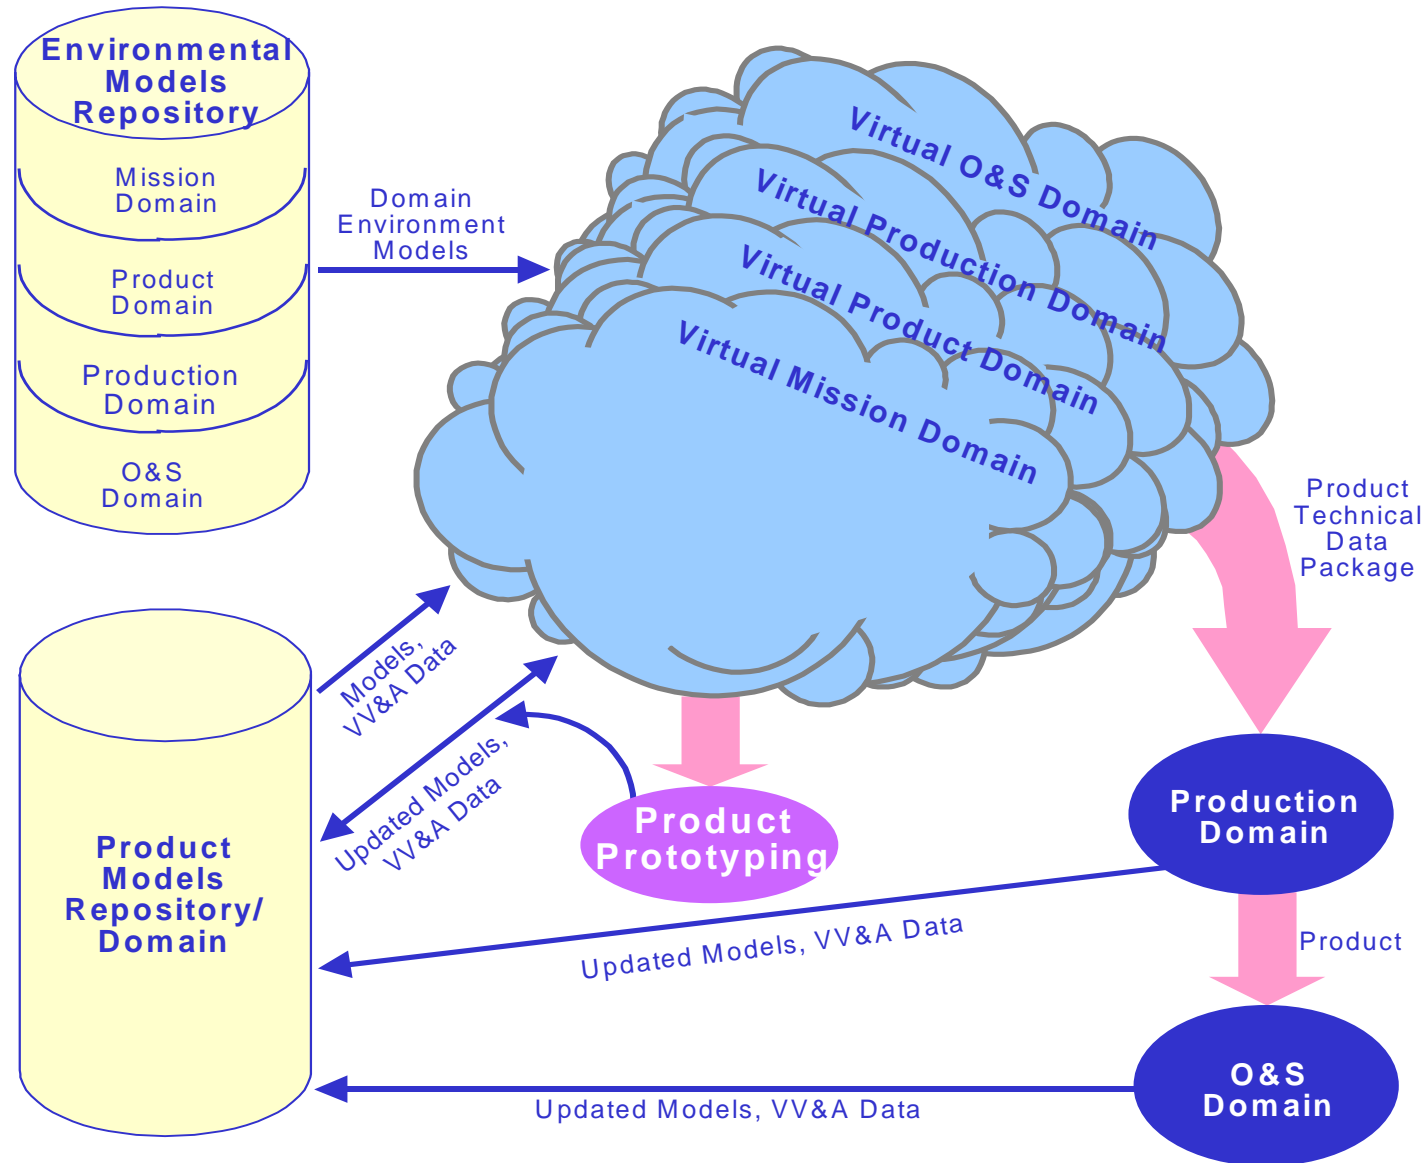 Environmental
Models
Repository
Mission
Domain
Product
Domain
Production
Domain
O&S
Domain
Domain
Environment
Models
Virtual O&S Domain
Virtual Production Domain
Virtual Product Domain
Virtual Mission Domain
Product
Technical
Data
Package
Models,
VV&A Data
Updated Models,
VV&A Data
Product
Prototyping
Production
Domain
Product
Models
Repository/
Domain
Updated Models, VV&A Data
Product
O&S
Domain
Updated Models, VV&A Data